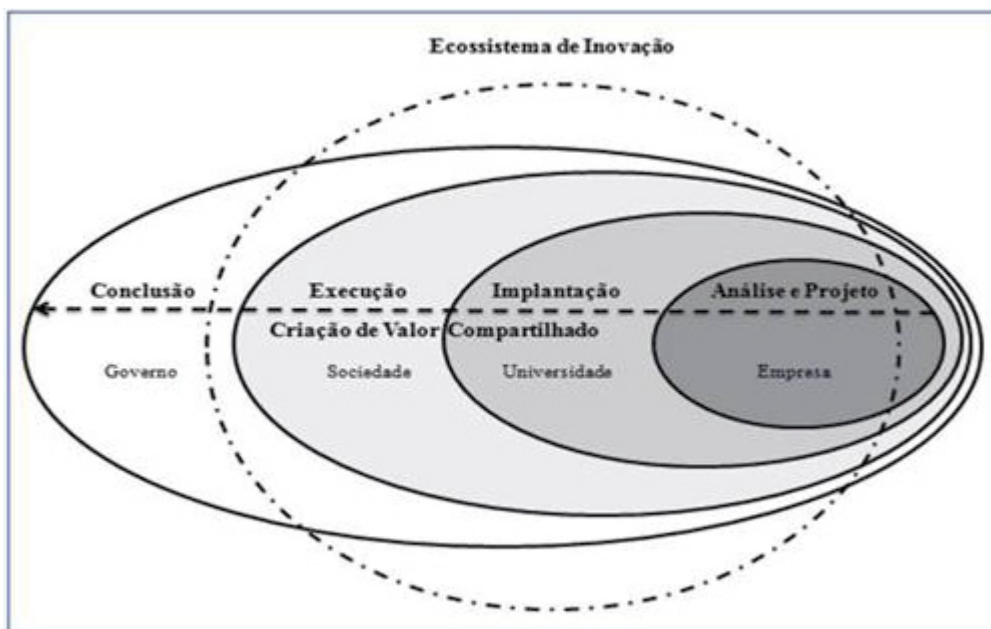 Ecossistema de Inovação
Conclusão Execução Implantação Análise e Projeto
Criação de Valor Compartilhado
Governo Sociedade Universidade Empresa